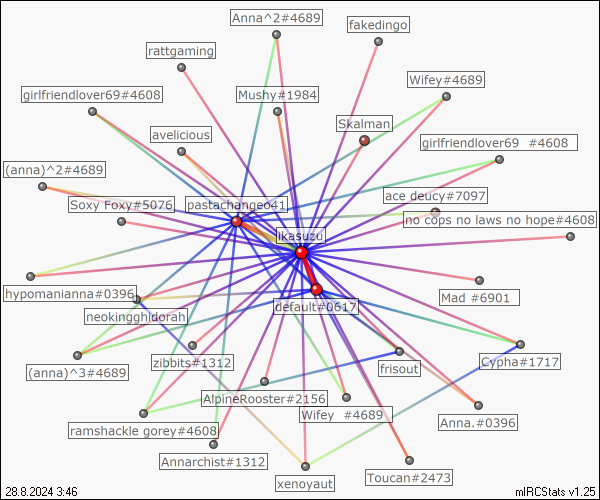 Anna^2#4689
fakedingo
rattgaming
Wifey#4689
girlfriendlover69#4608
Mushy#1984
Skalman
avelicious
girlfriendlover69 #4608
(anna)^2#4689
ace deucy#7097
Soxy Foxy#5076
pastachangeo41
no cops no laws no hope#4608
ikasuzu
hypomanianna#0396
Mad #6901
default#0617
neokingghidorah
zibbits#1312
Cypha#1717
(anna)^3#4689
frisout
AlpineRooster#2156
Wifey #4689
Anna.#0396
ramshackle gorey#4608
Annarchist#1312
Toucan#2473
xenoyaut
28.8.2024 3:46
mIRCStats v1.25